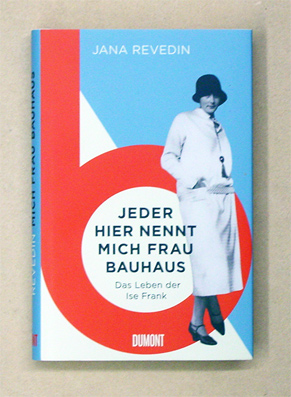 JANA REVEDIN
JEDER
HIER NENNT
MICH FRAU
BAUHAUS
Das Leben der
Ise Frank
DUMONT
REVEDIN MICH FRAU BAUHAUS